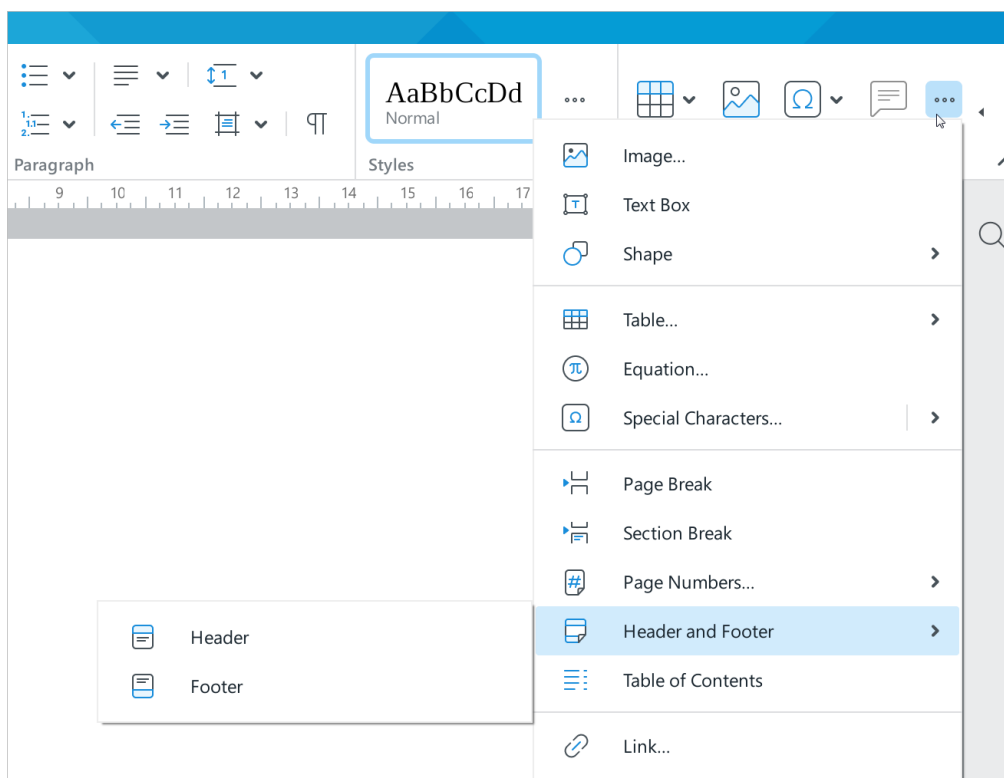 AaBbCcDd
Normal
Paragraph
Styles
9 10 11 12 13 14 15 16 17
Image...
Text Box
Shape
Table...
Equation...
Special Characters...
Page Break
Section Break
Page Numbers...
Header and Footer
Table of Contents
Link...
Header
Footer